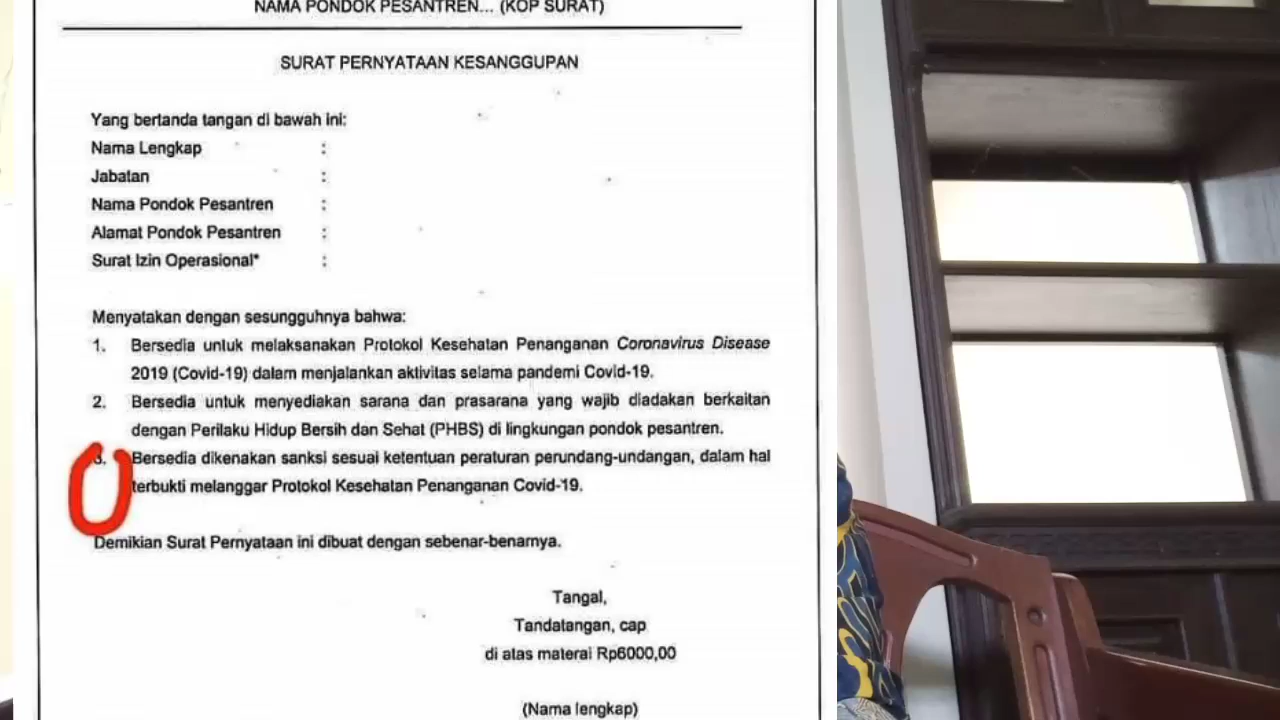 NAMA PONDOK PESANTREN... (KOP SURAT)
SURAT PERNYATAAN KESANGGUPAN
Yang bertanda tangan di bawah ini:
Nama Lengkap :
Jabatan :
Nama Pondok Pesantren :
Alamat Pondok Pesantren :
Surat Izin Operasional* :
Menyatakan dengan sesungguhnya bahwa:
1. Bersedia untuk melaksanakan Protokol Kesehatan Penanganan Coronavirus Disease
2019 (Covid-19) dalam menjalankan aktivitas selama pandemi Covid-19.
2. Bersedia untuk menyediakan sarana dan prasarana yang wajib diadakan berkaitan
dengan Perilaku Hidup Bersih dan Sehat (PHBS) di lingkungan pondok pesantren.
3. Bersedia dikenakan sanksi sesuai ketentuan peraturan perundang-undangan, dalam hal
terbukti melanggar Protokol Kesehatan Penanganan Covid-19.
Demikian Surat Pernyataan ini dibuat dengan sebenar-benarnya.
Tangal,
Tandatangan, cap
di atas materai Rp6000,00
(Nama lengkap)